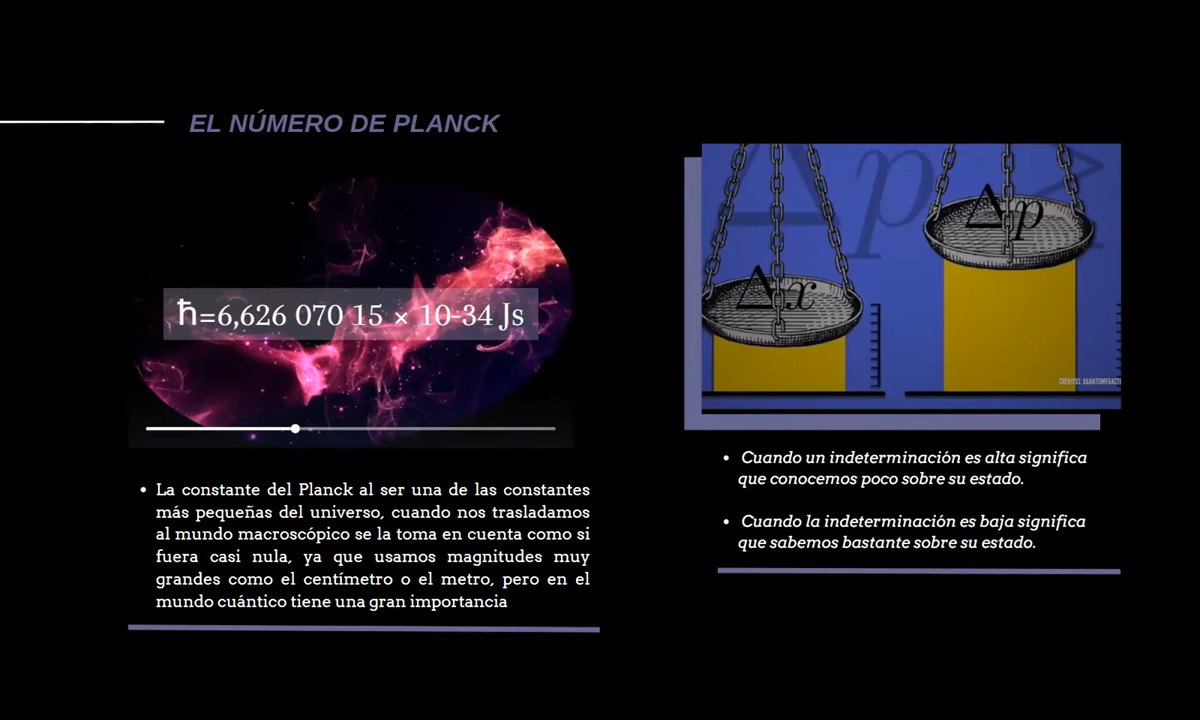 EL NÚMERO DE PLANCK
ħ=6,626 070 15 × 10-34 Js
• La constante del Planck al ser una de las constantes
más pequeñas del universo, cuando nos trasladamos
al mundo macroscópico se la toma en cuenta como si
fuera casi nula, ya que usamos magnitudes muy
grandes como el centímetro o el metro, pero en el
mundo cuántico tiene una gran importancia
Δp
Δp
Δx
• Cuando un indeterminación es alta significa
que conocemos poco sobre su estado.
• Cuando la indeterminación es baja significa
que sabemos bastante sobre su estado.